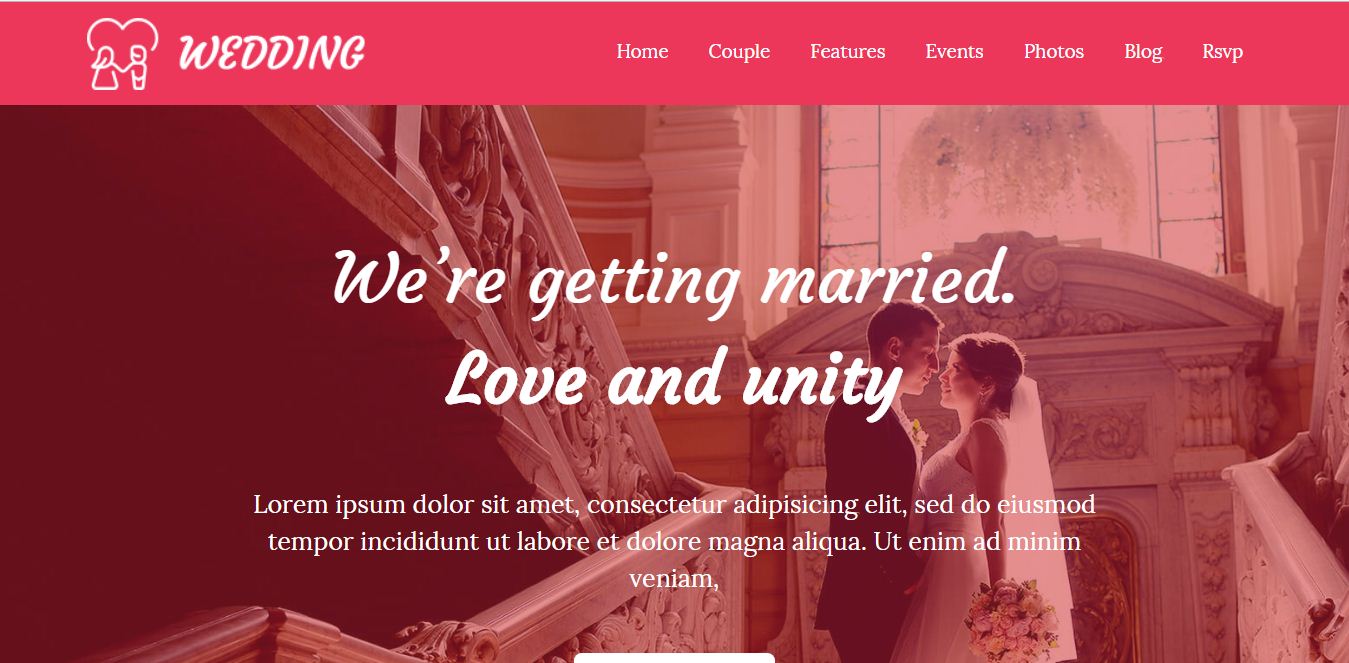 WEDDING
Home Couple Features Events Photos Blog Rsvp
We’re getting married.
Love and unity
Lorem ipsum dolor sit amet, consectetur adipisicing elit, sed do eiusmod
tempor incididunt ut labore et dolore magna aliqua. Ut enim ad minim
veniam,